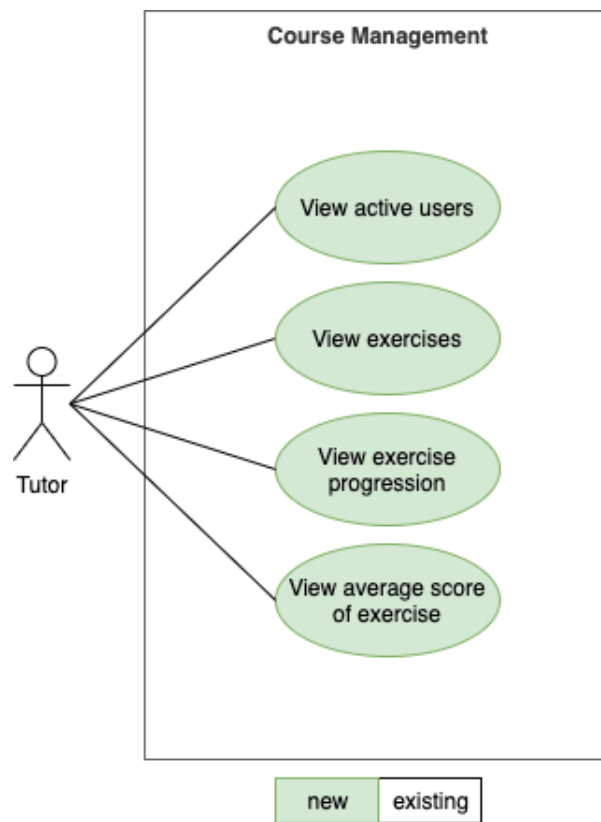 Course Management
View active users
View exercises
View exercise
progression
Tutor
View average score
of exercise
new
existing